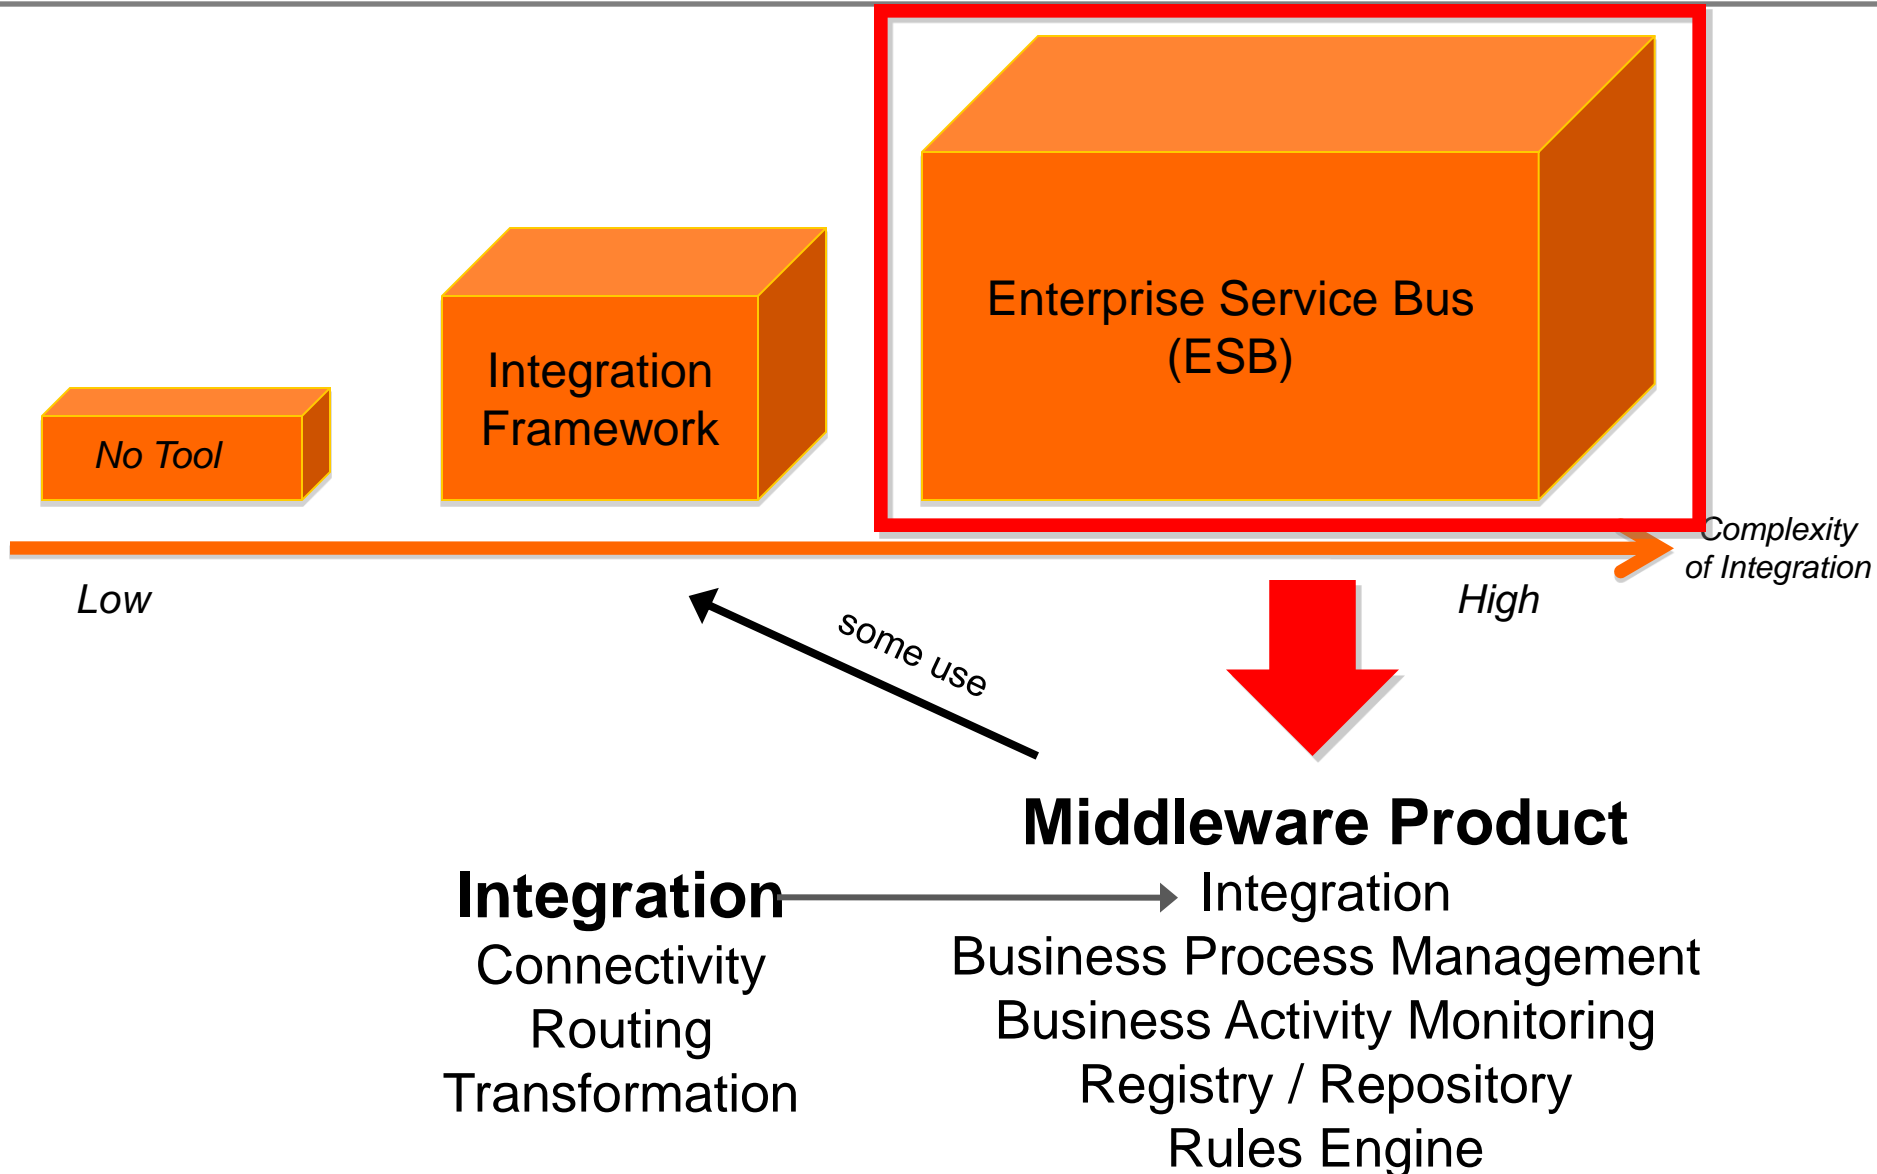 Enterprise Service Bus
(ESB)
Integration
Framework
No Tool
Complexity
of Integration
Low
High
some use
Middleware Product
Integration
Business Process Management
Business Activity Monitoring
Registry / Repository
Rules Engine
Integration
Connectivity
Routing
Transformation